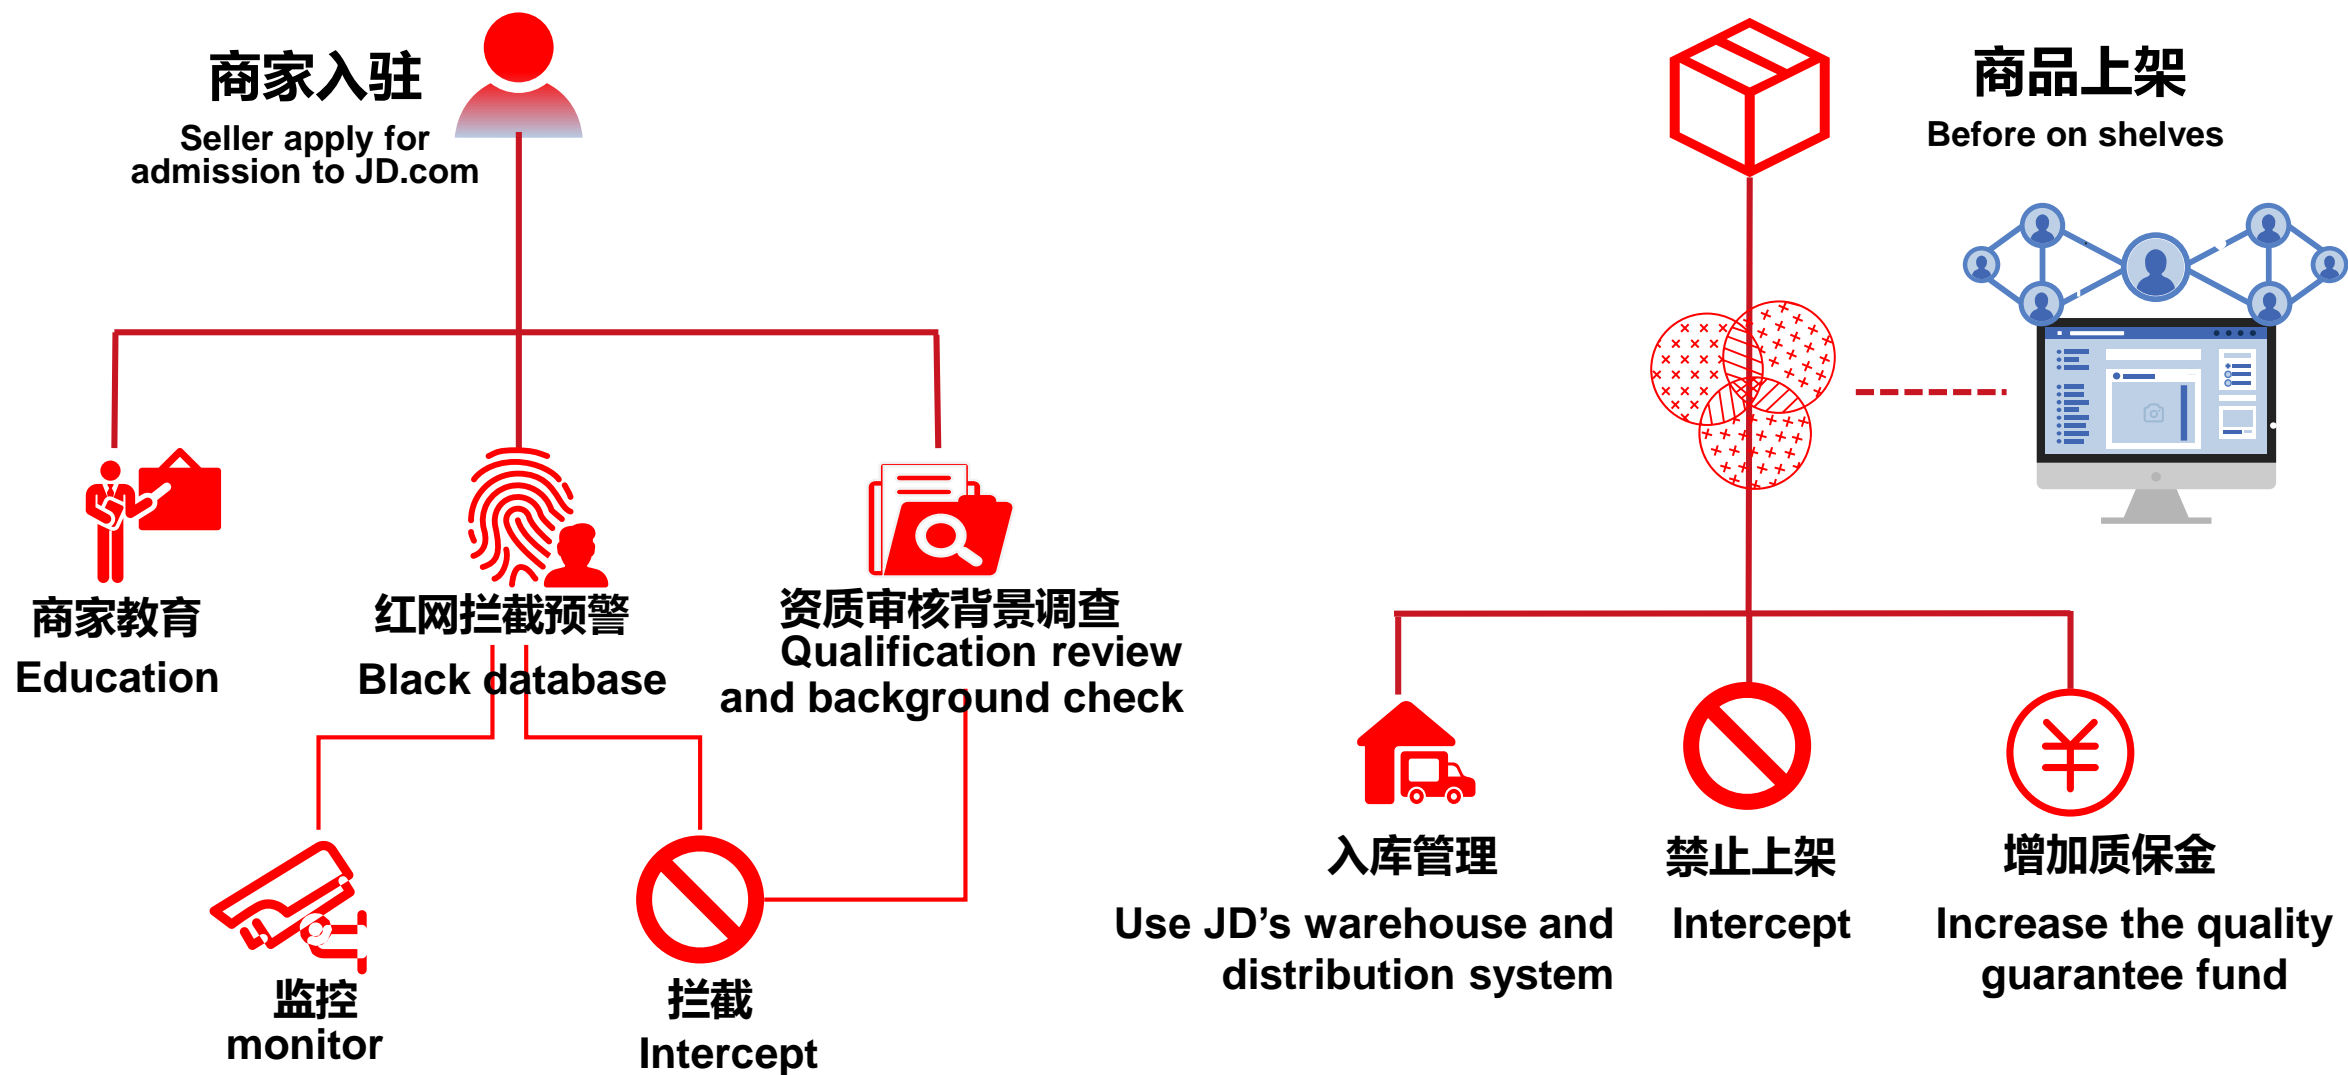 商家入驻
Seller apply for
admission to JD.com
商品上架
Before on shelves
商家教育
Education
红网拦截预警
Black database
资质审核背景调查
Qualification review
and background check
监控
monitor
拦截
Intercept
入库管理
Use JD’s warehouse and
distribution system
禁止上架
Intercept
增加质保金
Increase the quality
guarantee fund